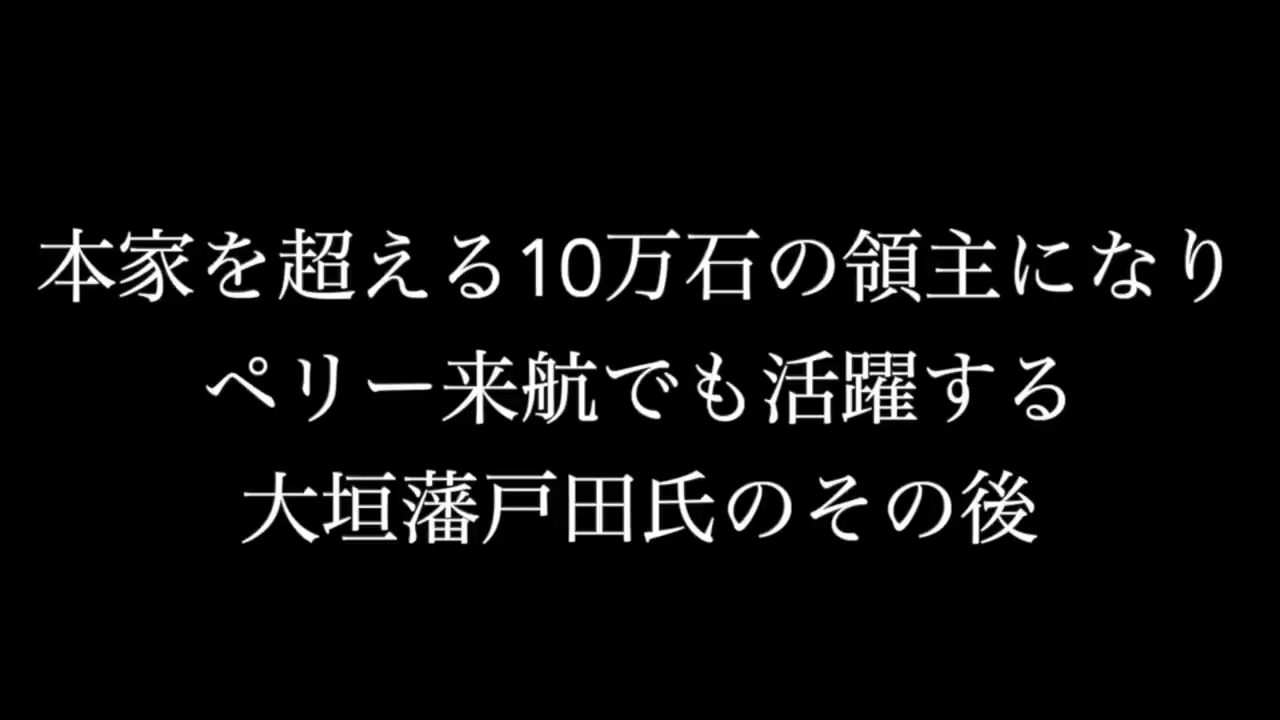 本家を超える10万石の領主になり
ペリー来航でも活躍する
大垣藩戸田氏のその後